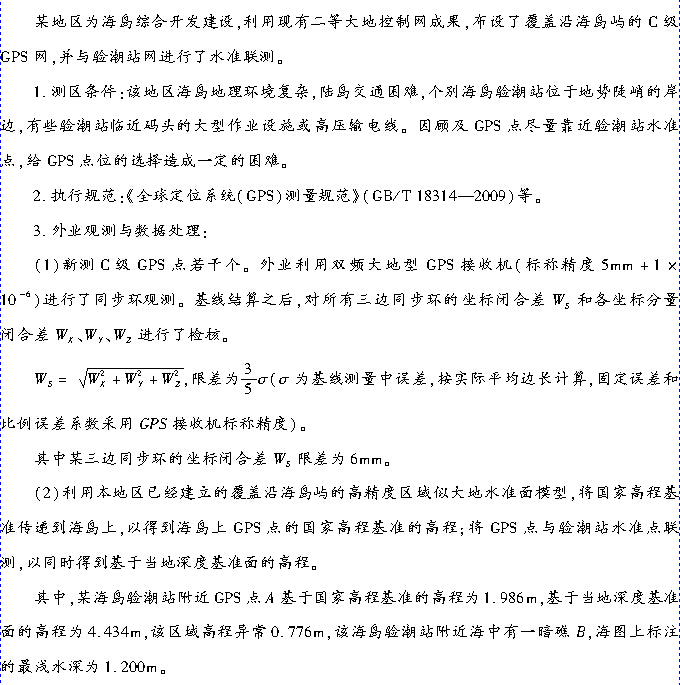 某地区为海岛综合开发建设,利用现有二等大地控制网成果,布设了覆盖沿海岛屿的 C 级
GPS 网,并与验潮站网进行了水准联测。
1. 测区条件:该地区海岛地理环境复杂,陆岛交通困难,个别海岛验潮站位于地势陡峭的岸
边,有些验潮站临近码头的大型作业设施或高压输电线。因顾及 GPS 点尽量靠近验潮站水准
点,给 GPS 点位的选择造成一定的困难。
2. 执行规范:《全球定位系统(GPS)测量规范》(GB/T 18314—2009)等。
3. 外业观测与数据处理:
(1)新测 C 级 GPS 点若干个。外业利用双频大地型 GPS 接收机(标称精度 5mm + 1 ×
10⁻⁶)进行了同步环观测。基线结算之后,对所有三边同步环的坐标闭合差 W_S 和各坐标分量
闭合差 W_X、W_Y、W_Z 进行了检核。
W_S = √(W_X² + W_Y² + W_Z²),限差为 3/5 σ(σ 为基线测量中误差,按实际平均边长计算,固定误差和
比例误差系数采用 GPS 接收机标称精度)。
其中某三边同步环的坐标闭合差 W_S 限差为 6mm。
(2)利用本地区已经建立的覆盖沿海岛屿的高精度区域似大地水准面模型,将国家高程基
准传递到海岛上,以得到海岛上 GPS 点的国家高程基准的高程;将 GPS 点与验潮站水准点联
测,以同时得到基于当地深度基准面的高程。
其中,某海岛验潮站附近 GPS 点 A 基于国家高程基准的高程为 1.986m,基于当地深度基准
面的高程为 4.434m,该区域高程异常 0.776m,该海岛验潮站附近海中有一暗礁 B,海图上标注
的最浅水深为 1.200m。